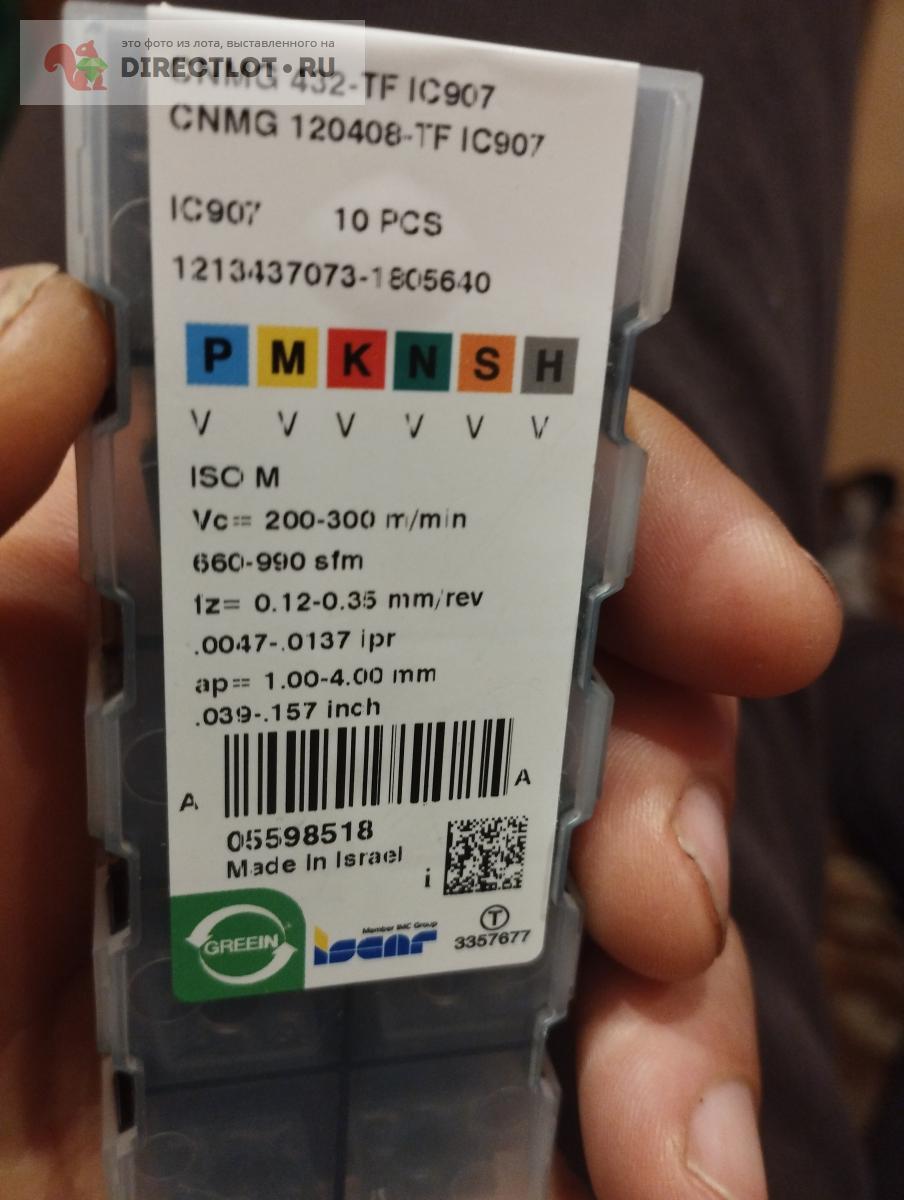 это фото из лота, выставленного на
DIRECTLOT.RU
CNMG 432-TF IC907
CNMG 120408-TF IC907
IC907 10 PCS
1213437073-1805640
P M K N S H
V V V V V V
ISO M
Vc= 200-300 m/min
660-990 sfm
fz= 0.12-0.35 mm/rev
.0047-.0137 ipr
ap= 1.00-4.00 mm
.039-.157 inch
A A
05598518
Made In Israel
i
GREEIN
Member IMC Group
iscar
T
3357677